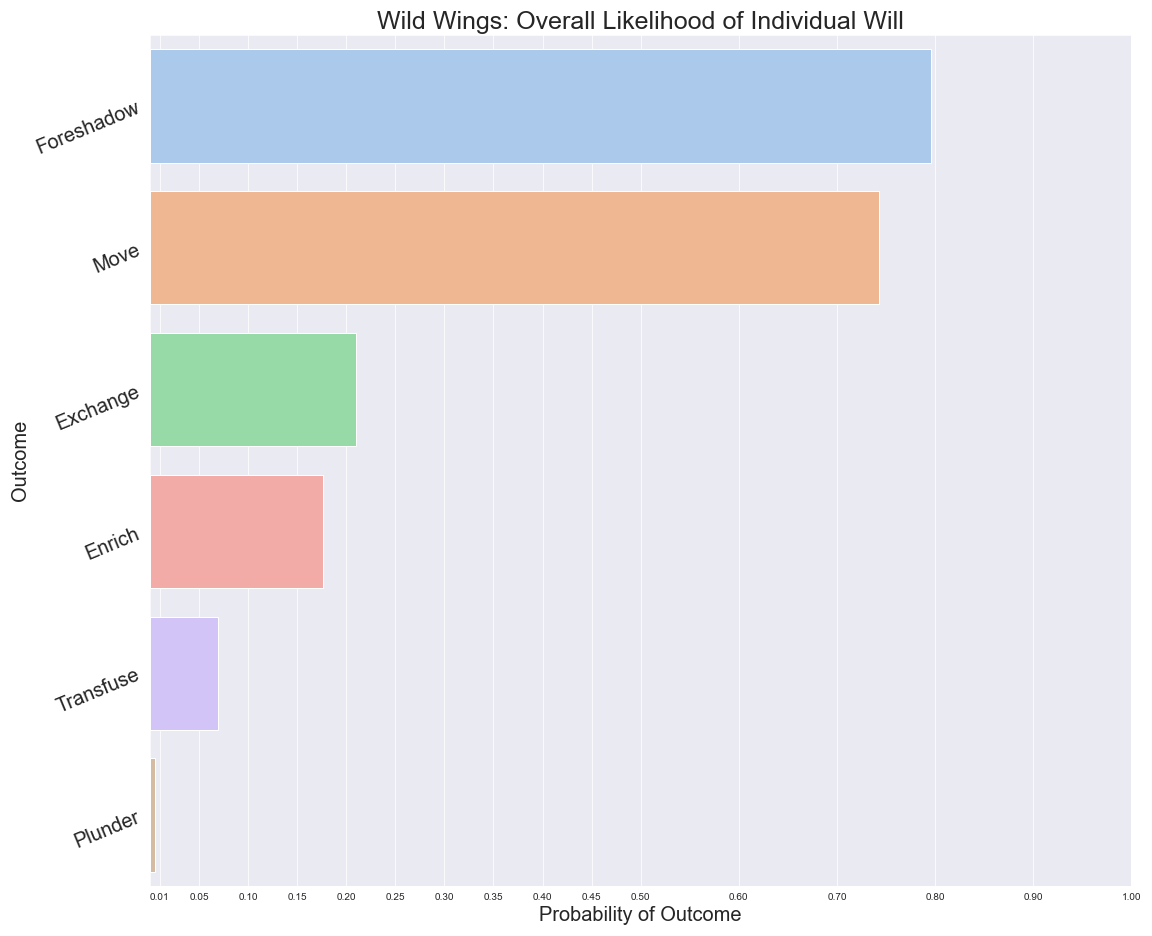 Wild Wings: Overall Likelihood of Individual Will
Foreshadow
Move
Exchange
Enrich
Transfuse
Plunder
Outcome
0.01 0.05 0.10 0.15 0.20 0.25 0.30 0.35 0.40 0.45 0.50 0.60 0.70 0.80 0.90 1.00
Probability of Outcome